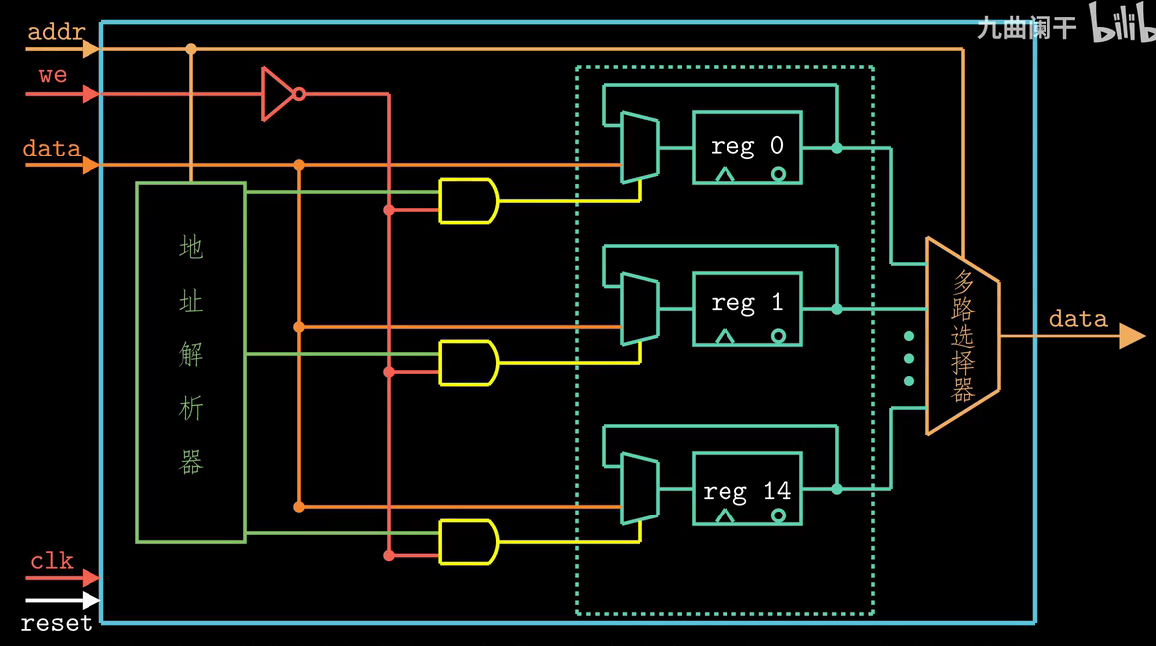 addr
九曲阑干 bilib
we
data
reg 0
地址解析器
reg 1
多路选择器
data
reg 14
clk
reset